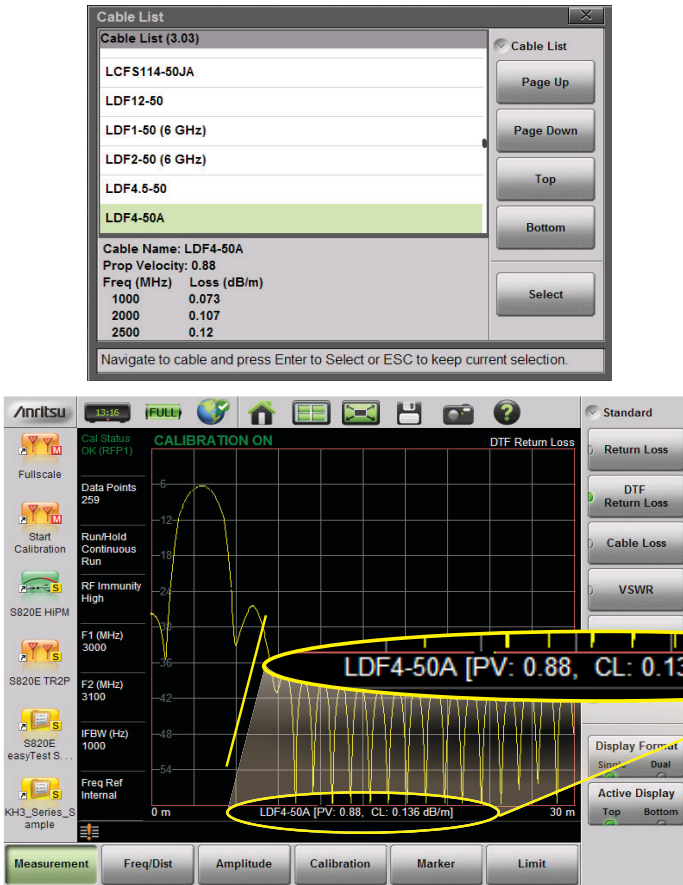 Cable List
Cable List (3.03)
LCFS114-50JA
LDF12-50
LDF1-50 (6 GHz)
LDF2-50 (6 GHz)
LDF4.5-50
LDF4-50A
Cable Name: LDF4-50A
Prop Velocity: 0.88
Freq (MHz) Loss (dB/m)
1000 0.073
2000 0.107
2500 0.12
Cable List
Page Up
Page Down
Top
Bottom
Select
Navigate to cable and press Enter to Select or ESC to keep current selection.
Anritsu
13:16
FULL
Fullscale
Start
Calibration
S820E HiPM
S820E TR2P
S820E
easyTest S...
KH3_Series_S
ample
Cal Status
OK (RFP1)
Data Points
259
Run/Hold
Continuous
Run
RF Immunity
High
F1 (MHz)
3000
F2 (MHz)
3100
IFBW (Hz)
1000
Freq Ref
Internal
CALIBRATION ON
DTF Return Loss
-6
-12
-18
-24
-36
-42
-48
-54
LDF4-50A [PV: 0.88, CL: 0.13
0 m
LDF4-50A [PV: 0.88, CL: 0.136 dB/m]
30 m
Standard
Return Loss
DTF
Return Loss
Cable Loss
VSWR
Display Format
Single Dual
Active Display
Top Bottom
Measurement
Freq/Dist
Amplitude
Calibration
Marker
Limit